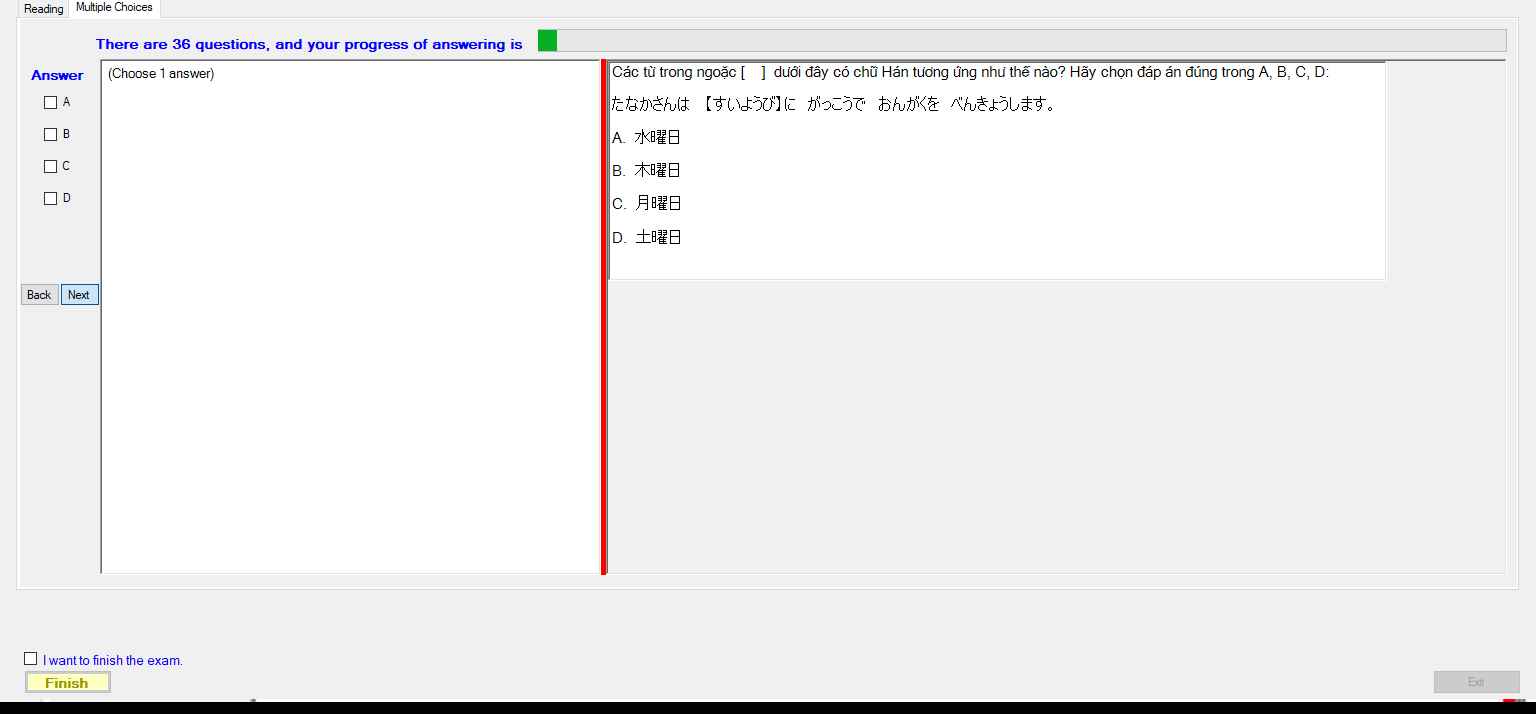 Reading Multiple Choices
There are 36 questions, and your progress of answering is
Answer
A
B
C
D
Back Next
(Choose 1 answer)
Các từ trong ngoặc [ ] dưới đây có chữ Hán tương ứng như thế nào? Hãy chọn đáp án đúng trong A, B, C, D:
たなかさんは 【すいようび】に がっこうで おんがくを べんきょうします。
A. 水曜日
B. 木曜日
C. 月曜日
D. 土曜日
I want to finish the exam.
Finish
Exit